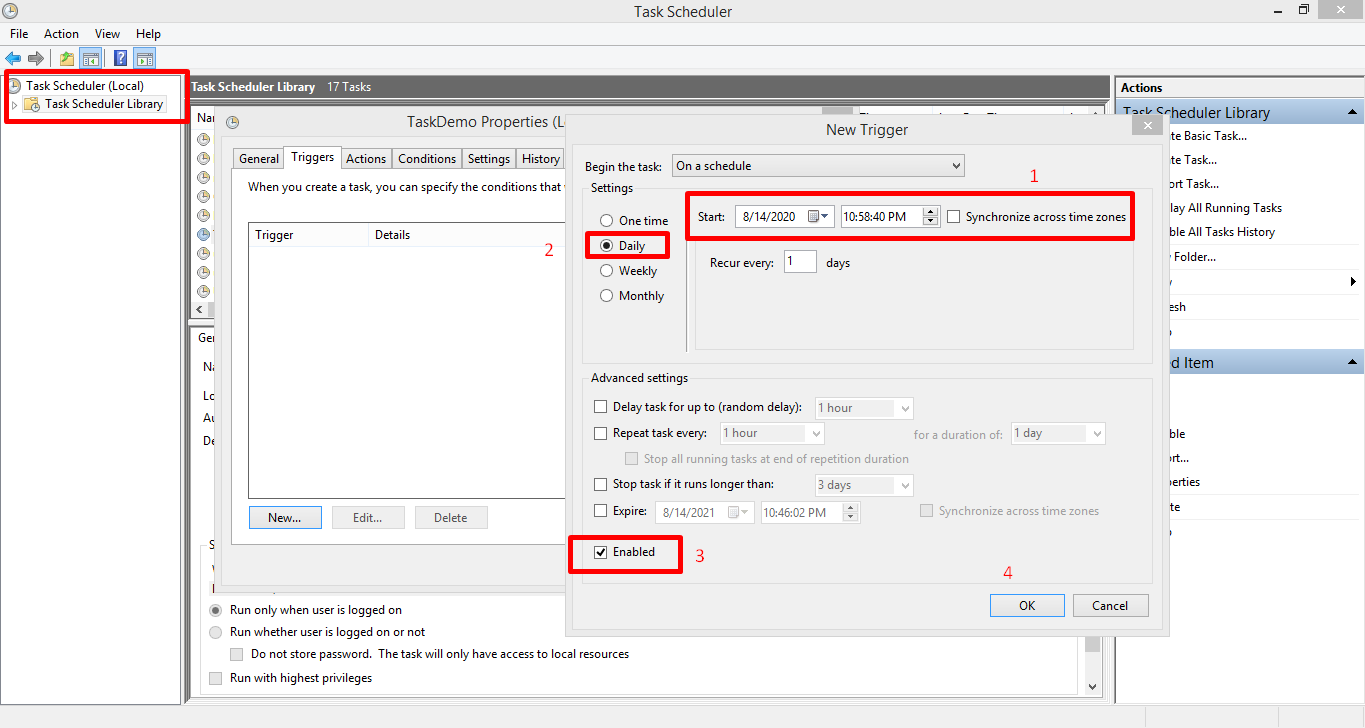 Task Scheduler
File Action View Help
Task Scheduler (Local)
Task Scheduler Library
Task Scheduler Library 17 Tasks
TaskDemo Properties (L
General Triggers Actions Conditions Settings History
When you create a task, you can specify the conditions that
Trigger Details
2
New... Edit... Delete
Run only when user is logged on
Run whether user is logged on or not
Do not store password. The task will only have access to local resources
Run with highest privileges
New Trigger
Begin the task: On a schedule
1
Settings
One time
Daily
Weekly
Monthly
Start: 8/14/2020 10:58:40 PM Synchronize across time zones
Recur every: 1 days
Advanced settings
Delay task for up to (random delay): 1 hour
Repeat task every: 1 hour for a duration of: 1 day
Stop all running tasks at end of repetition duration
Stop task if it runs longer than: 3 days
Expire: 8/14/2021 10:46:02 PM Synchronize across time zones
Enabled
3
4
OK Cancel
Actions
Task Scheduler Library
te Basic Task...
te Task...
ort Task...
lay All Running Tasks
ble All Tasks History
Folder...
esh
d Item
ble
ort...
perties
te